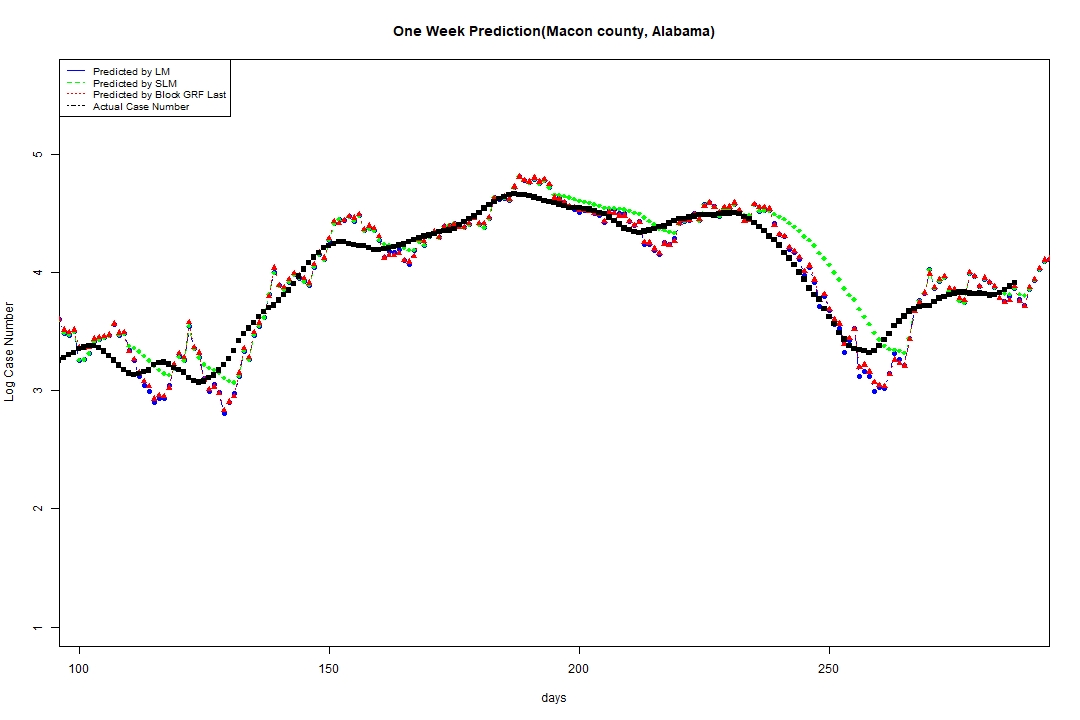 One Week Prediction(Macon county, Alabama)
Predicted by LM
Predicted by SLM
Predicted by Block GRF Last
Actual Case Number
5
4
3
2
1
Log Case Number
100
150
200
250
days